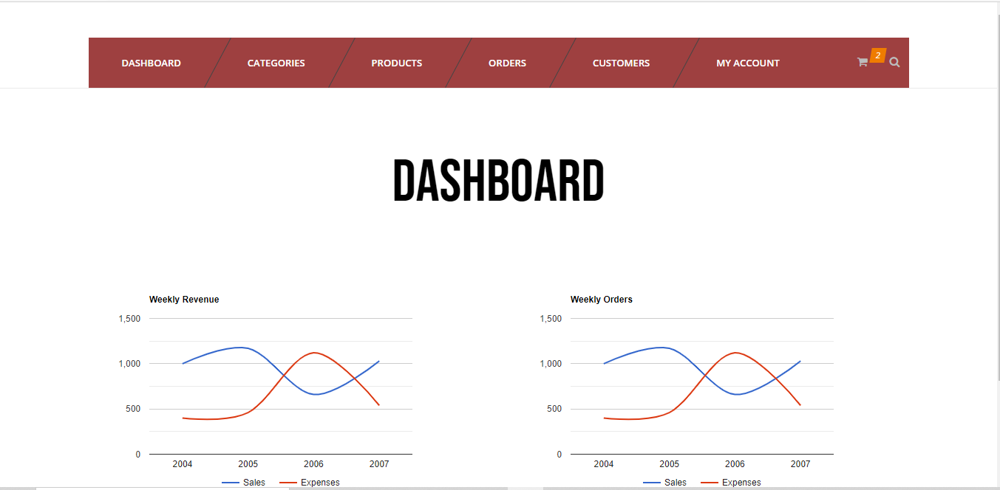 DASHBOARD CATEGORIES PRODUCTS ORDERS CUSTOMERS MY ACCOUNT 2
DASHBOARD
Weekly Revenue
1,500
1,000
500
0
2004 2005 2006 2007
Sales Expenses
Weekly Orders
1,500
1,000
500
0
2004 2005 2006 2007
Sales Expenses